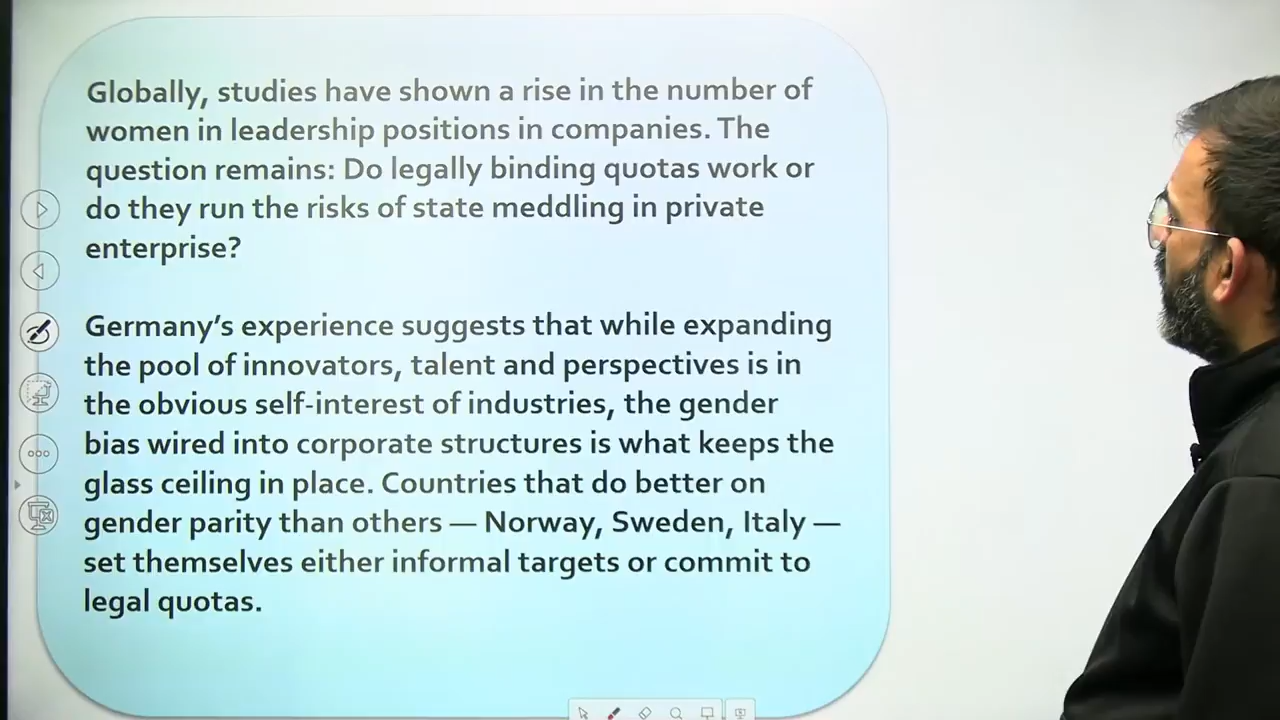 Globally, studies have shown a rise in the number of
women in leadership positions in companies. The
question remains: Do legally binding quotas work or
do they run the risks of state meddling in private
enterprise?
Germany’s experience suggests that while expanding
the pool of innovators, talent and perspectives is in
the obvious self-interest of industries, the gender
bias wired into corporate structures is what keeps the
glass ceiling in place. Countries that do better on
gender parity than others — Norway, Sweden, Italy —
set themselves either informal targets or commit to
legal quotas.